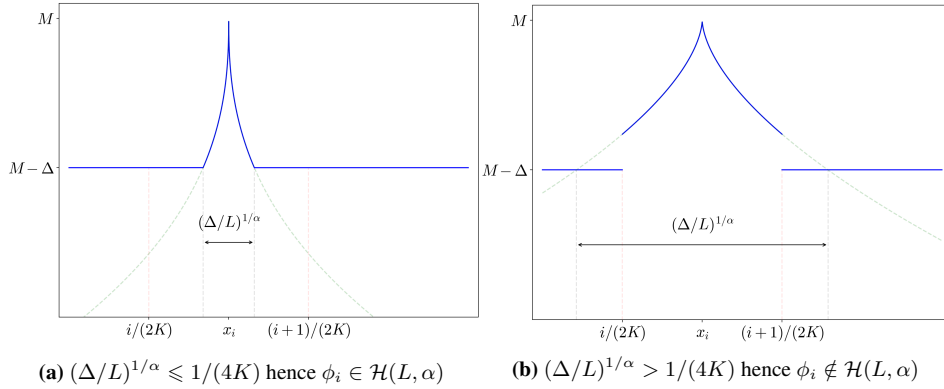 M
M − Δ
(Δ/L)^{1/α}
i/(2K)
x_i
(i + 1)/(2K)
(a) (Δ/L)^{1/α} ⩽ 1/(4K) hence ϕ_i ∈ ℋ(L, α)
M
M − Δ
(Δ/L)^{1/α}
i/(2K)
x_i
(i + 1)/(2K)
(b) (Δ/L)^{1/α} > 1/(4K) hence ϕ_i ∉ ℋ(L, α)